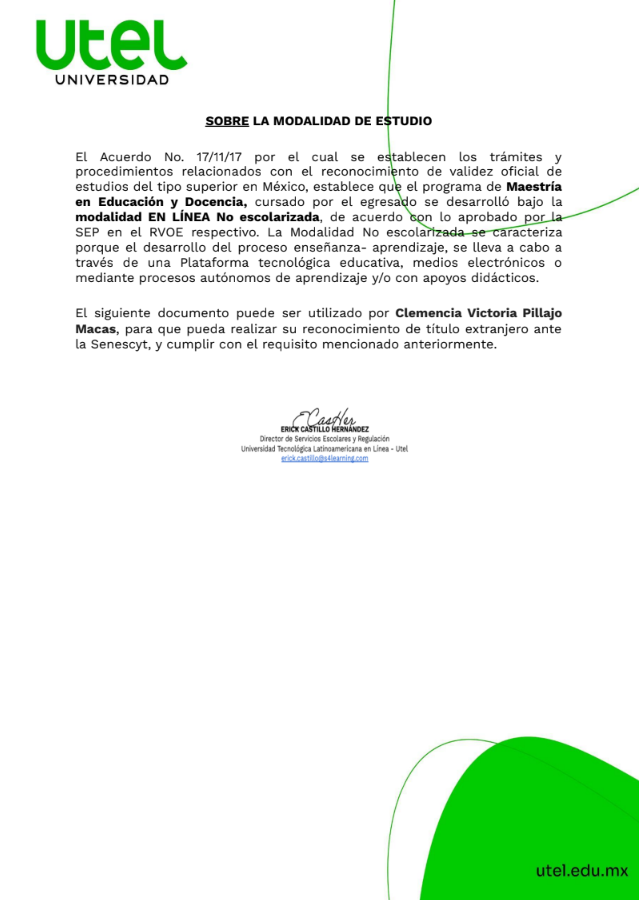 utel
UNIVERSIDAD
SOBRE LA MODALIDAD DE ESTUDIO
El Acuerdo No. 17/11/17 por el cual se establecen los trámites y
procedimientos relacionados con el reconocimiento de validez oficial de
estudios del tipo superior en México, establece que el programa de Maestría
en Educación y Docencia, cursado por el egresado se desarrolló bajo la
modalidad EN LÍNEA No escolarizada, de acuerdo con lo aprobado por la
SEP en el RVOE respectivo. La Modalidad No escolarizada se caracteriza
porque el desarrollo del proceso enseñanza- aprendizaje, se lleva a cabo a
través de una Plataforma tecnológica educativa, medios electrónicos o
mediante procesos autónomos de aprendizaje y/o con apoyos didácticos.
El siguiente documento puede ser utilizado por Clemencia Victoria Pillajo
Macas, para que pueda realizar su reconocimiento de título extranjero ante
la Senescyt, y cumplir con el requisito mencionado anteriormente.
ECasHer
ERICK CASTILLO HERNÁNDEZ
Director de Servicios Escolares y Regulación
Universidad Tecnológica Latinoamericana en Línea - Utel
erick.castillo@s4learning.com
utel.edu.mx